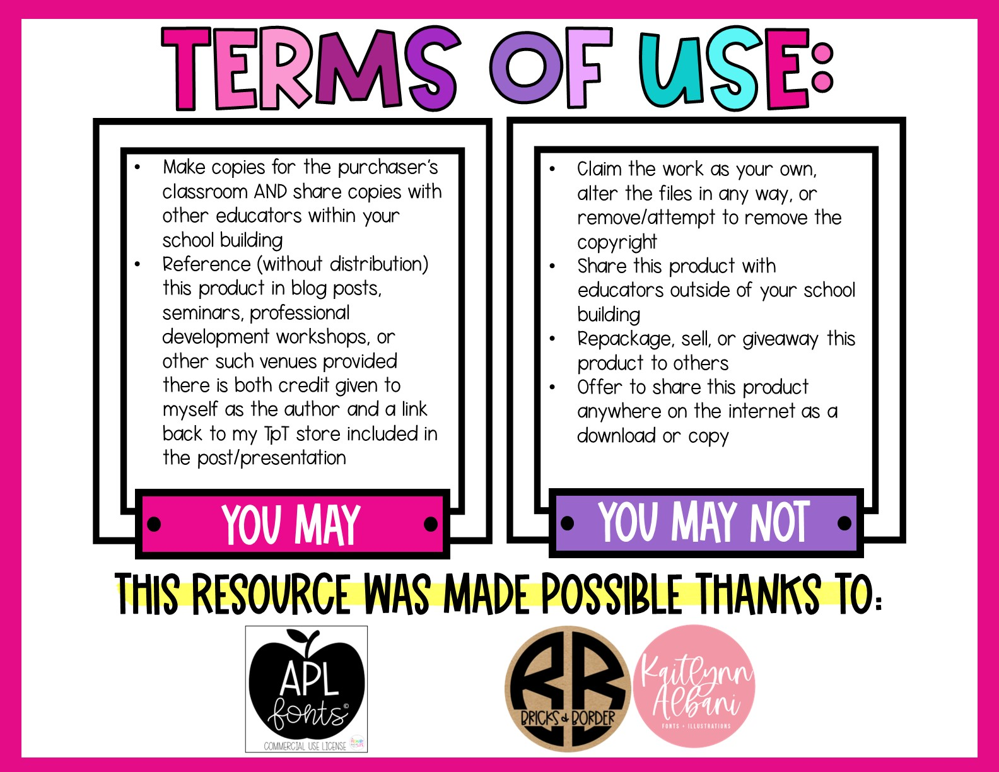 TERMS OF USE:
• Make copies for the purchaser's
classroom AND share copies with
other educators within your
school building
• Reference (without distribution)
this product in blog posts,
seminars, professional
development workshops, or
other such venues provided
there is both credit given to
myself as the author and a link
back to my TpT store included in
the post/presentation
YOU MAY
• Claim the work as your own,
alter the files in any way, or
remove/attempt to remove the
copyright
• Share this product with
educators outside of your school
building
• Repackage, sell, or giveaway this
product to others
• Offer to share this product
anywhere on the internet as a
download or copy
YOU MAY NOT
THIS RESOURCE WAS MADE POSSIBLE THANKS TO:
APL
fonts©
COMMERCIAL USE LICENSE
BRICKS & BORDER
Kaitlynn
Albani
FONTS + ILLUSTRATIONS